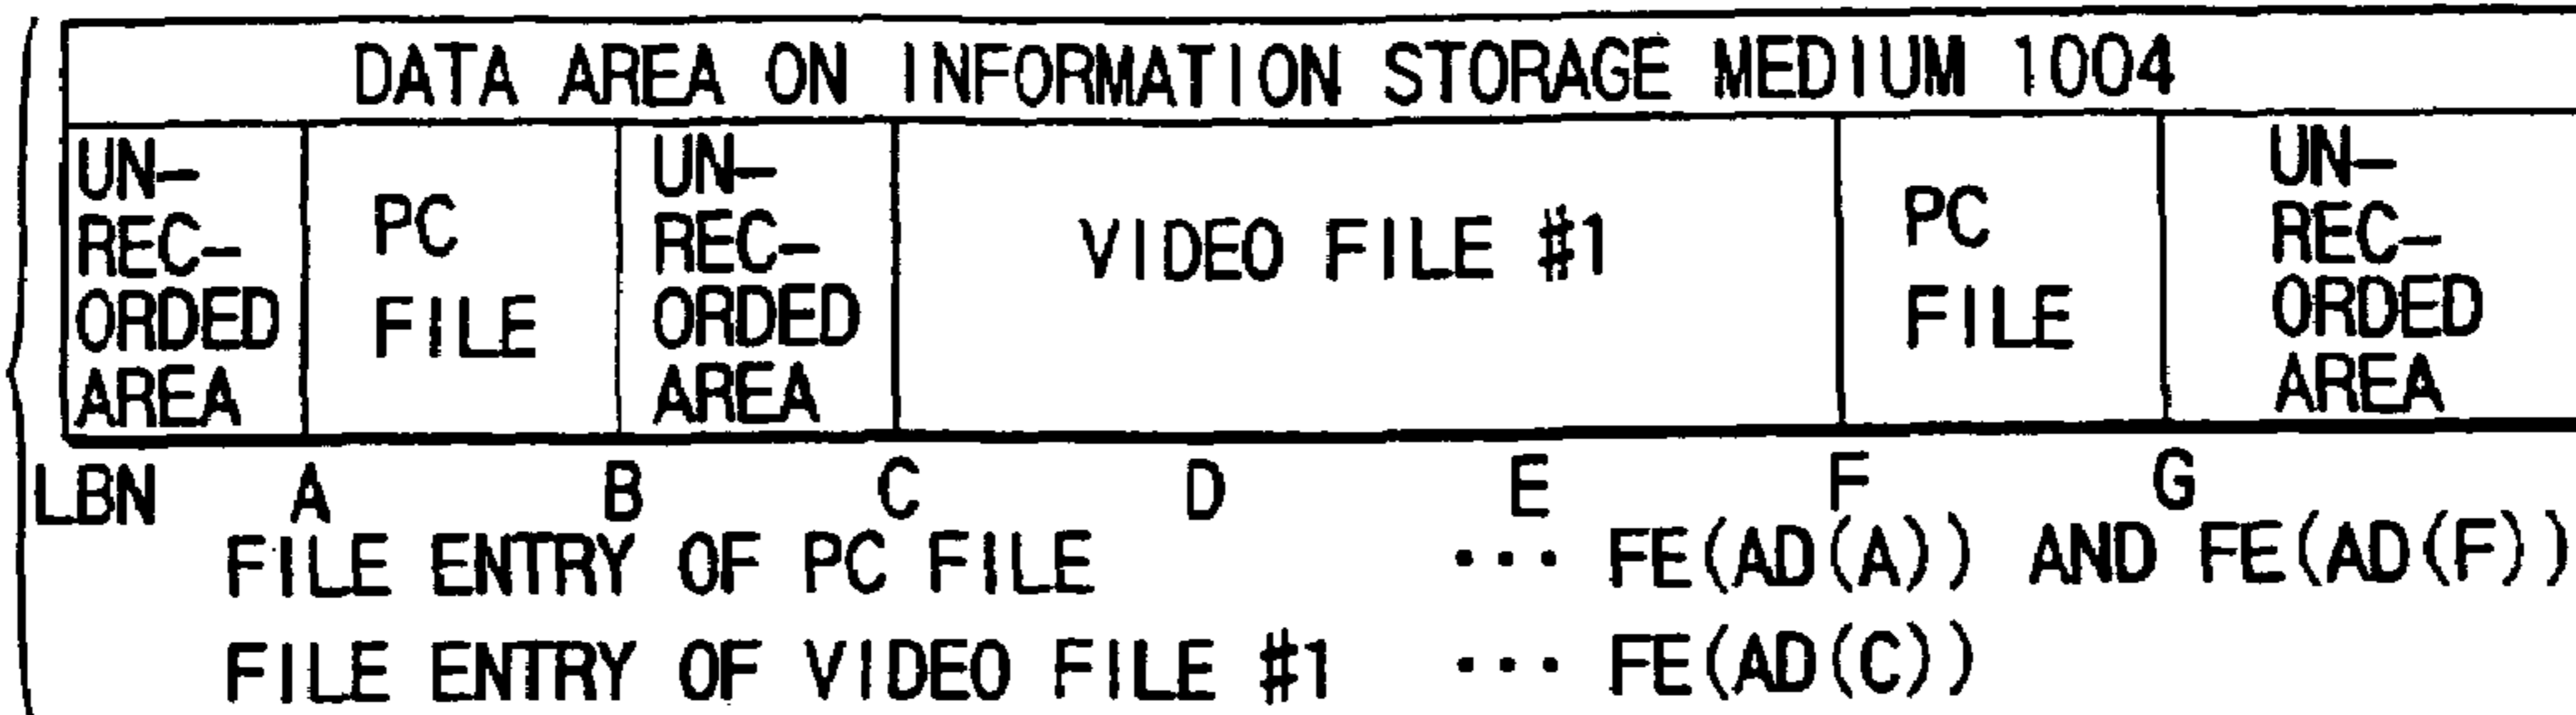 DATA AREA ON INFORMATION STORAGE MEDIUM 1004
UN-
REC-
ORDED
AREA
PC
FILE
UN-
REC-
ORDED
AREA
VIDEO FILE #1
PC
FILE
UN-
REC-
ORDED
AREA
LBN A B C D E F G
FILE ENTRY OF PC FILE ··· FE(AD(A)) AND FE(AD(F))
FILE ENTRY OF VIDEO FILE #1 ··· FE(AD(C))